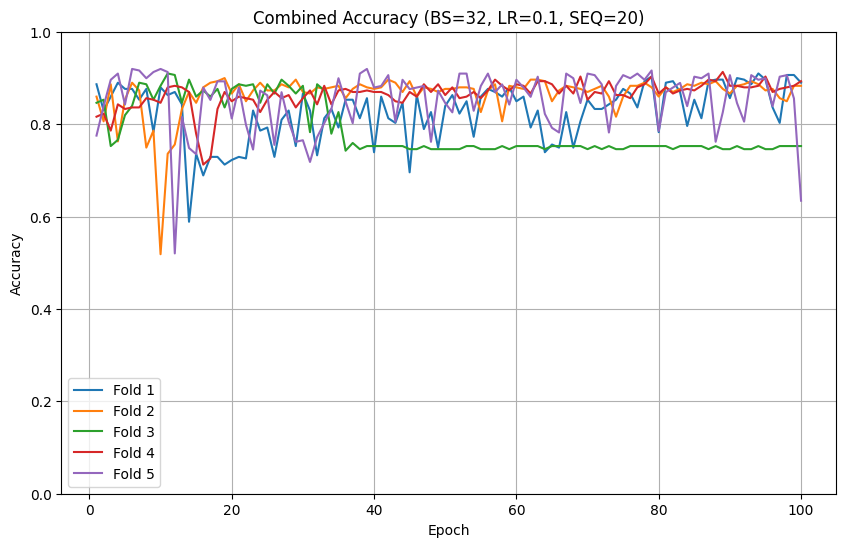 Combined Accuracy (BS=32, LR=0.1, SEQ=20)
1.0
0.8
0.6
0.4
0.2
0.0
Accuracy
Fold 1
Fold 2
Fold 3
Fold 4
Fold 5
0 20 40 60 80 100
Epoch